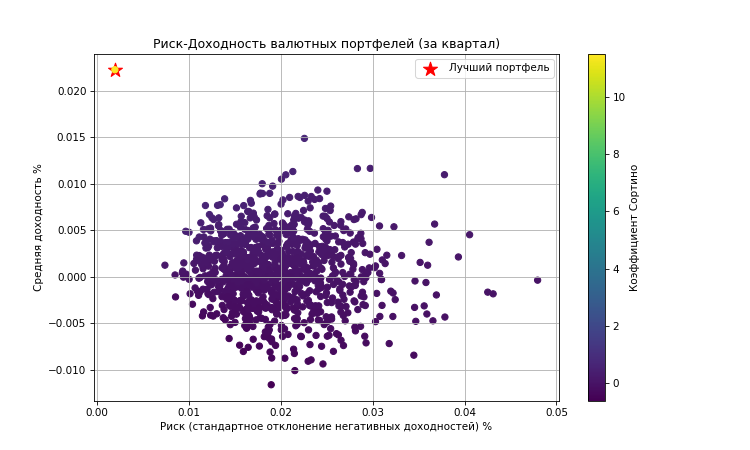 Риск-Доходность валютных портфелей (за квартал)
Лучший портфель
0.020
0.015
0.010
0.005
0.000
−0.005
−0.010
Средняя доходность %
0.00 0.01 0.02 0.03 0.04 0.05
Риск (стандартное отклонение негативных доходностей) %
10
8
6
4
2
0
Коэффициент Сортино